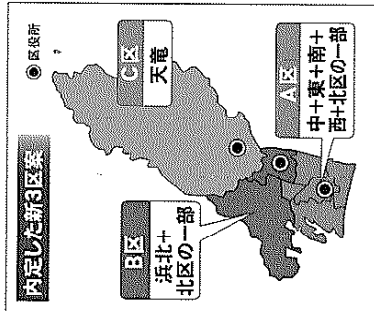 内定した新3区案
◎区役所
C区
天竜
B区
浜北+
北区の一部
A区
中+東+南+
西+北区の一部